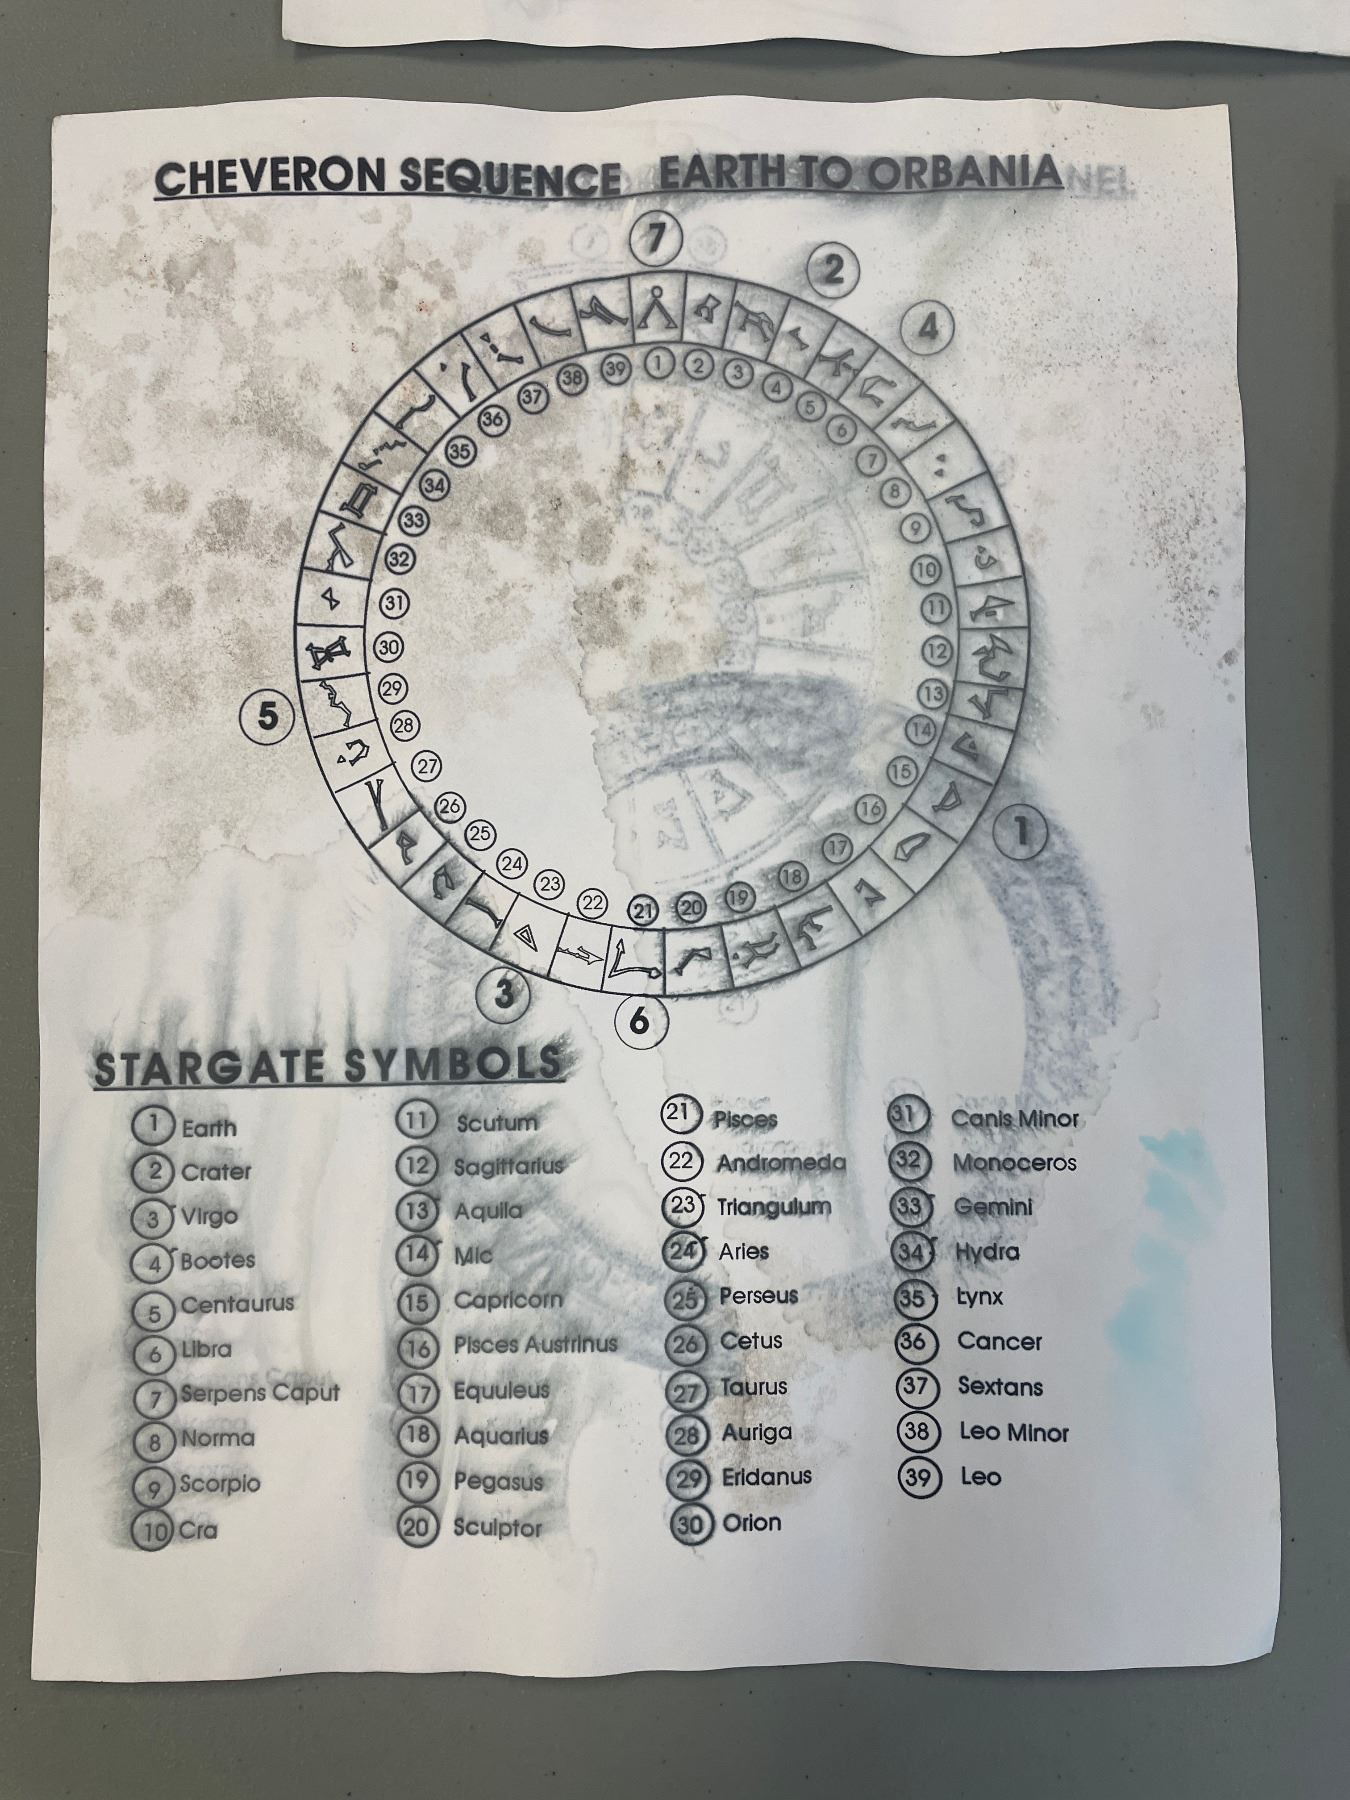 CHEVERON SEQUENCE EARTH TO ORBANIA NEL
7
2
4
1 2 3 4 5 6 7 8 9 10 11 12 13 14 15 16 17 18 19 20 21 22 23 24 25 26 27 28 29 30 31 32 33 34 35 36 37 38 39
5
1
3
6
STARGATE SYMBOLS
1 Earth
2 Crater
3 Virgo
4 Bootes
5 Centaurus
6 Libra
7 Serpens Caput
8 Norma
9 Scorpio
10 Cra
11 Scutum
12 Sagittarius
13 Aquila
14 Mic
15 Capricorn
16 Pisces Austrinus
17 Equuleus
18 Aquarius
19 Pegasus
20 Sculptor
21 Pisces
22 Andromeda
23 Triangulum
24 Aries
25 Perseus
26 Cetus
27 Taurus
28 Auriga
29 Eridanus
30 Orion
31 Canis Minor
32 Monoceros
33 Gemini
34 Hydra
35 Lynx
36 Cancer
37 Sextans
38 Leo Minor
39 Leo